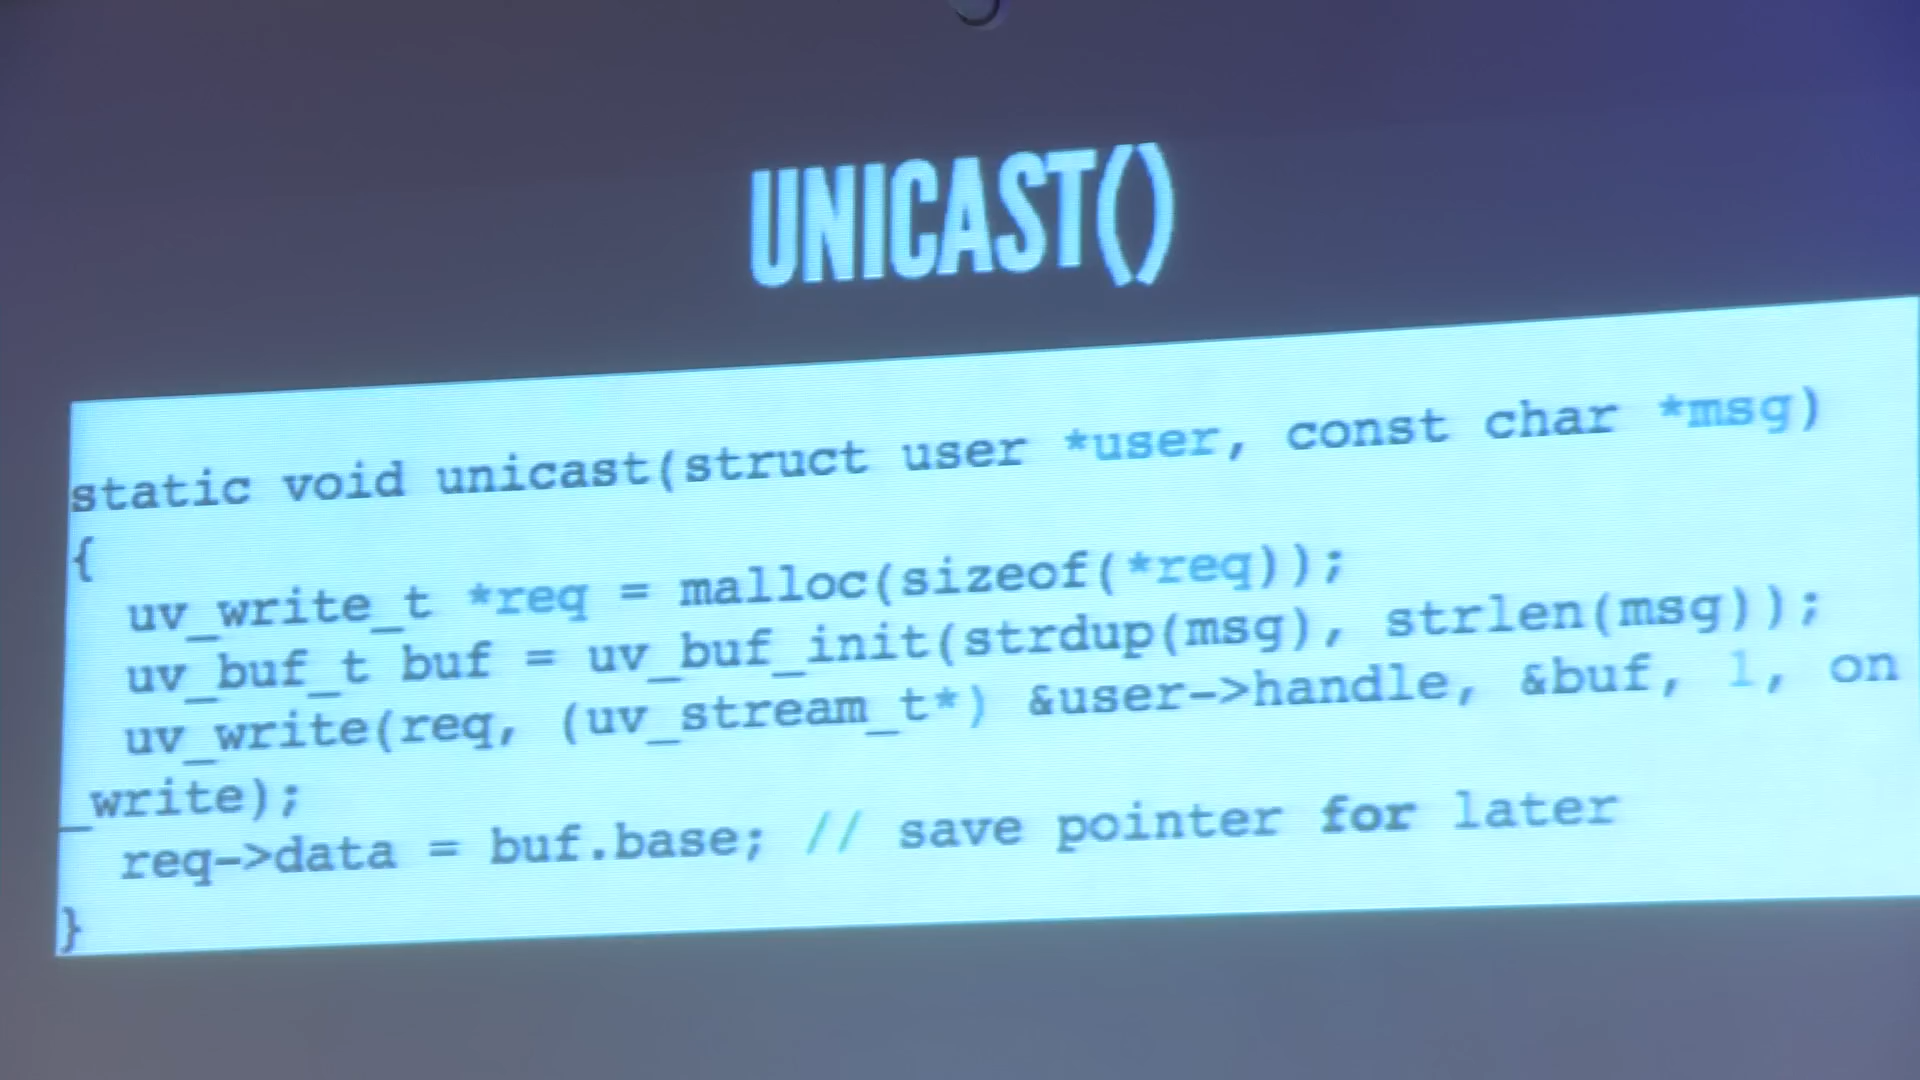 UNICAST()
static void unicast(struct user *user, const char *msg)
{
  uv_write_t *req = malloc(sizeof(*req));
  uv_buf_t buf = uv_buf_init(strdup(msg), strlen(msg));
  uv_write(req, (uv_stream_t*) &user->handle, &buf, 1, on
_write);
  req->data = buf.base; // save pointer for later
}